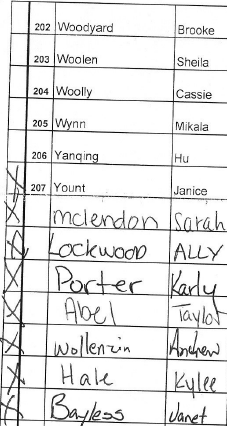 202 Woodyard Brooke
203 Woolen Sheila
204 Woolly Cassie
205 Wynn Mikala
206 Yanqing Hu
207 Yount Janice
mclendon Sarah
Lockwood ALLY
Porter Karly
Abel Taylor
Wollenzin Andrew
Hale Kylee
Bayless Janet